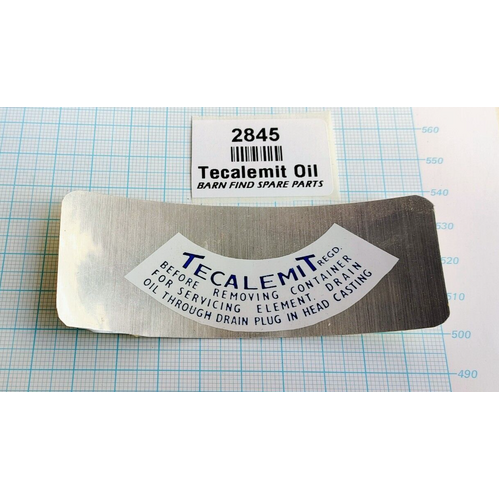 2845
Tecalemit Oil
BARN FIND SPARE PARTS
TECALEMIT REGD.
BEFORE REMOVING CONTAINER
FOR SERVICING ELEMENT. DRAIN
OIL THROUGH DRAIN PLUG IN HEAD CASTING
560
550
540
530
520
510
500
490